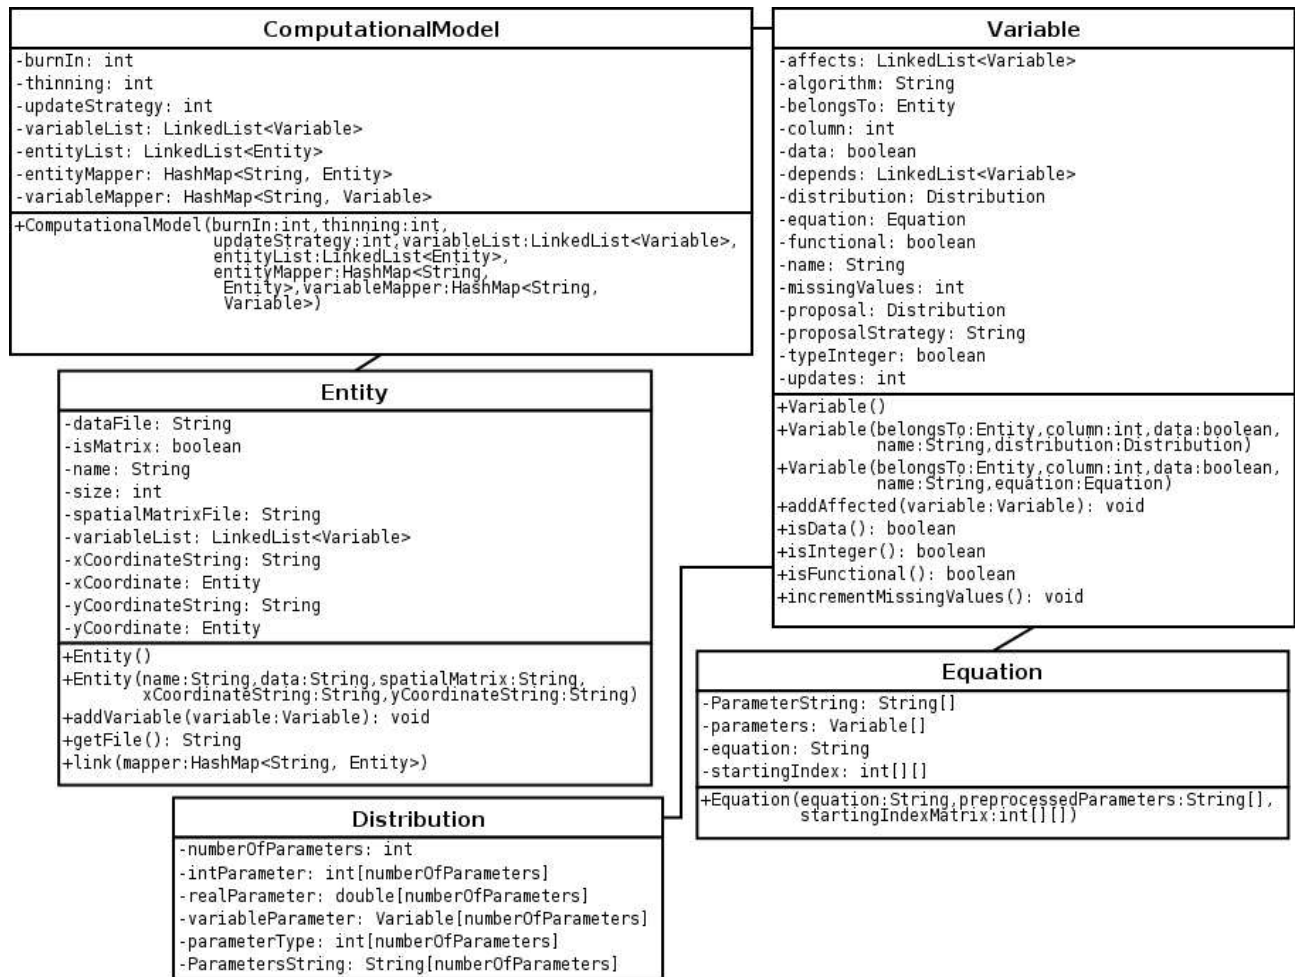 ComputationalModel
-burnIn: int
-thinning: int
-updateStrategy: int
-variableList: LinkedList<Variable>
-entityList: LinkedList<Entity>
-entityMapper: HashMap<String, Entity>
-variableMapper: HashMap<String, Variable>
+ComputationalModel(burnIn:int,thinning:int,
updateStrategy:int,variableList:LinkedList<Variable>,
entityList:LinkedList<Entity>,
entityMapper:HashMap<String,
Entity>,variableMapper:HashMap<String,
Variable>)
Variable
-affects: LinkedList<Variable>
-algorithm: String
-belongsTo: Entity
-column: int
-data: boolean
-depends: LinkedList<Variable>
-distribution: Distribution
-equation: Equation
-functional: boolean
-name: String
-missingValues: int
-proposal: Distribution
-proposalStrategy: String
-typeInteger: boolean
-updates: int
+Variable()
+Variable(belongsTo:Entity,column:int,data:boolean,
name:String,distribution:Distribution)
+Variable(belongsTo:Entity,column:int,data:boolean,
name:String,equation:Equation)
+addAffected(variable:Variable): void
+isData(): boolean
+isInteger(): boolean
+isFunctional(): boolean
+incrementMissingValues(): void
Entity
-dataFile: String
-isMatrix: boolean
-name: String
-size: int
-spatialMatrixFile: String
-variableList: LinkedList<Variable>
-xCoordinateString: String
-xCoordinate: Entity
-yCoordinateString: String
-yCoordinate: Entity
+Entity()
+Entity(name:String,data:String,spatialMatrix:String,
xCoordinateString:String,yCoordinateString:String)
+addVariable(variable:Variable): void
+getFile(): String
+link(mapper:HashMap<String, Entity>)
Equation
-ParameterString: String[]
-parameters: Variable[]
-equation: String
-startingIndex: int[][]
+Equation(equation:String,preprocessedParameters:String[],
startingIndexMatrix:int[][])
Distribution
-numberOfParameters: int
-intParameter: int[numberOfParameters]
-realParameter: double[numberOfParameters]
-variableParameter: Variable[numberOfParameters]
-parameterType: int[numberOfParameters]
-ParametersString: String[numberOfParameters]